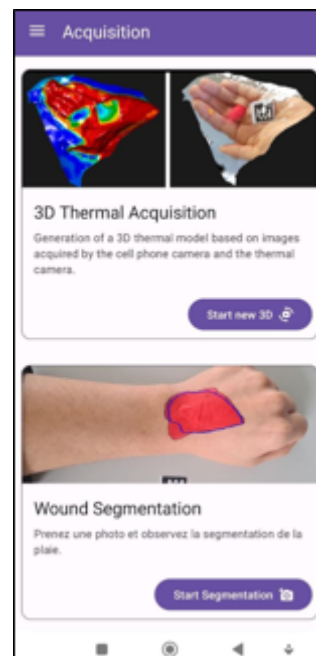 Acquisition
3D Thermal Acquisition
Generation of a 3D thermal model based on images
acquired by the cell phone camera and the thermal
camera.
Start new 3D
Wound Segmentation
Prenez une photo et observez la segmentation de la
plaie.
Start Segmentation